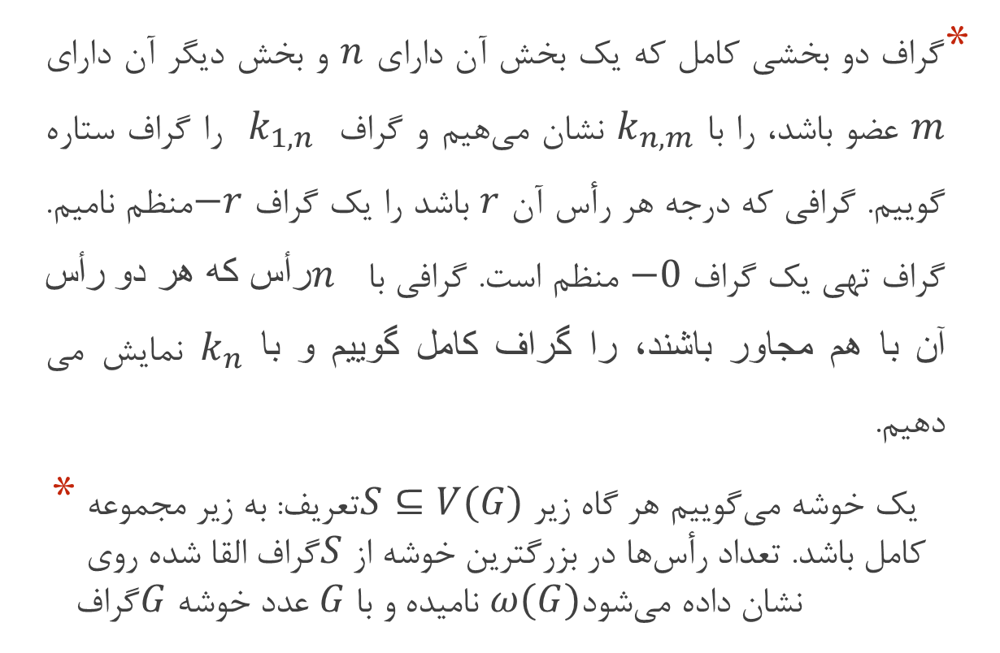 * گراف دو بخشی کامل که یک بخش آن دارای n و بخش دیگر آن دارای
m عضو باشد، را با k_{n,m} نشان می‌هیم و گراف k_{1,n} را گراف ستاره
گوییم. گرافی که درجه هر رأس آن r باشد را یک گراف r−منظم نامیم.
گراف تهی یک گراف 0− منظم است. گرافی با n رأس که هر دو رأس
آن با هم مجاور باشند، را گراف کامل گوییم و با k_n نمایش می
دهیم.
* یک خوشه می‌گوییم هر گاه زیر S ⊆ V(G)تعریف: به زیر مجموعه
کامل باشد. تعداد رأس‌ها در بزرگترین خوشه از Sگراف القا شده روی
نشان داده می‌شودω(G) نامیده و با G عدد خوشه Gگراف